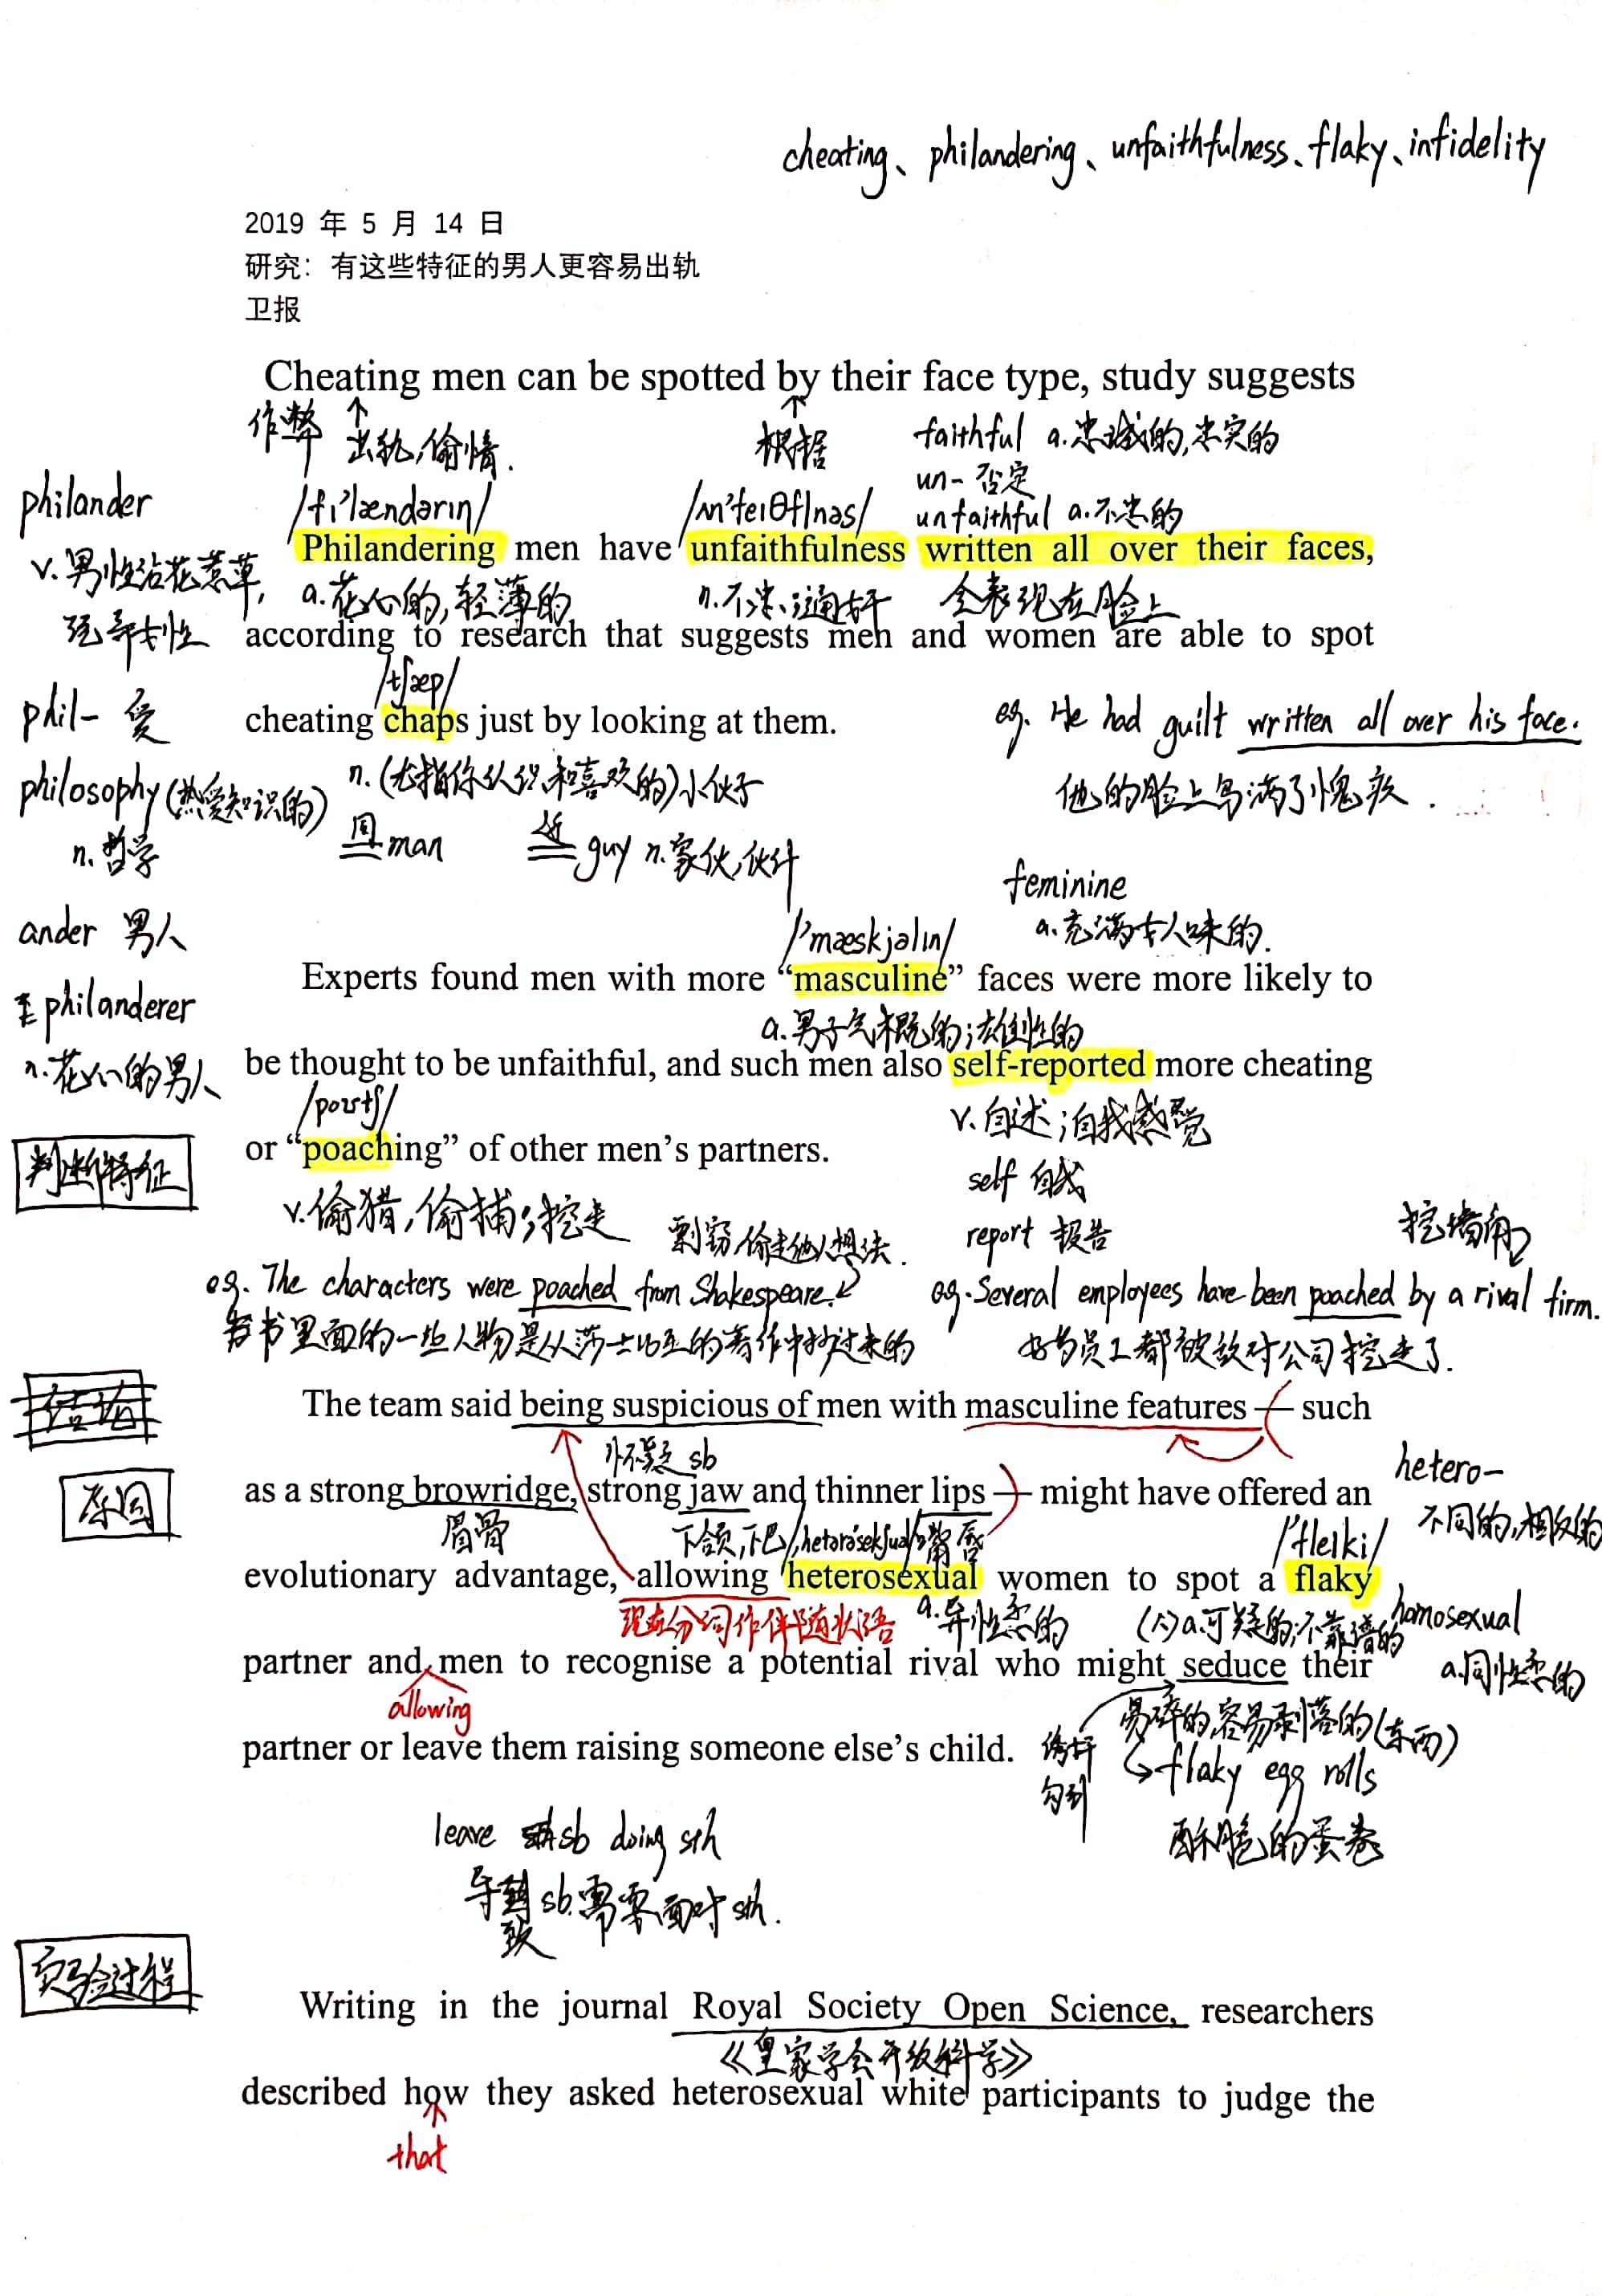 cheating、philandering、unfaithfulness、flaky、infidelity
2019 年 5 月 14 日
研究：有这些特征的男人更容易出轨
卫报
Cheating men can be spotted by their face type, study suggests
作弊 出轨，偷情. 根据 faithful a.忠诚的,忠实的
un- 否定
philander /fɪ'lændərɪn/ /ʌn'feɪθflnəs/ unfaithful a.不忠的
Philandering men have unfaithfulness written all over their faces,
v.男性沾花惹草, a.花心的,轻薄的 n.不忠;通奸 全表现在脸上
玩弄女性
according to research that suggests men and women are able to spot
/tʃæp/
phil- 爱
cheating chaps just by looking at them.
eg. He had guilt written all over his face.
philosophy (热爱知识的) n.(尤指你认识和喜欢的)小伙子 他的脸上写满了愧疚.
n.哲学 同 man 近 guy n.家伙,伙计
feminine
ander 男人 /'mæskjəlɪn/ a.充满女人味的.
Experts found men with more “masculine” faces were more likely to
philanderer a.男子气概的;雄性的
n.花心的男人
be thought to be unfaithful, and such men also self-reported more cheating
/poʊtʃ/ v.自述;自我感觉
or “poaching” of other men’s partners.
判断特征 self 自我
v.偷猎,偷捕;挖走 剽窃,偷走他人想法. report 报告 挖墙角
eg. The characters were poached from Shakespeare. eg. Several employees have been poached by a rival firm.
书里面的一些人物是从莎士比亚的著作中抄过来的 好些员工都被敌对公司挖走了.
The team said being suspicious of men with masculine features — such
怀疑 sb hetero-
as a strong browridge, strong jaw and thinner lips — might have offered an
原因 眉骨 下颌,下巴 /,hetərə'sekʃuəl/ 嘴唇 /'fleɪki/ 不同的,相反的
evolutionary advantage, allowing heterosexual women to spot a flaky
现在分词作伴随状语 a.异性恋的 (人)a.可疑的;不靠谱的 homosexual
partner and men to recognise a potential rival who might seduce their
a.同性恋的
allowing 易碎的,容易剥落的(东西)
partner or leave them raising someone else’s child.
flaky egg rolls
leave sb doing sth 酥脆的蛋卷
导致 sb.需要面对 sth.
实验过程
Writing in the journal Royal Society Open Science, researchers
《皇家学会开放科学》
described how they asked heterosexual white participants to judge the
that